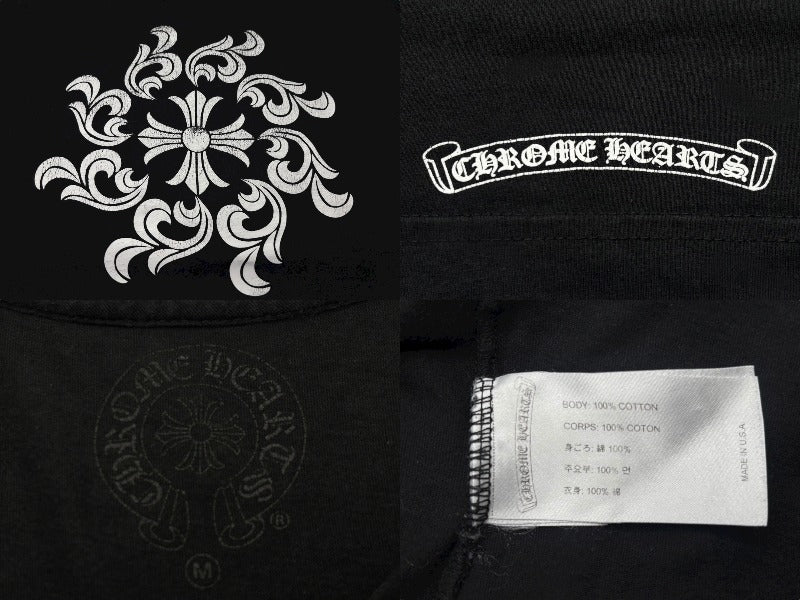 CHROME HEARTS
CHROME HEARTS
®
M
CHROME HEARTS
BODY: 100% COTTON
CORPS: 100% COTON
身ごろ: 綿 100%
주요부: 100% 면
衣身: 100% 綿
MADE IN U.S.A.